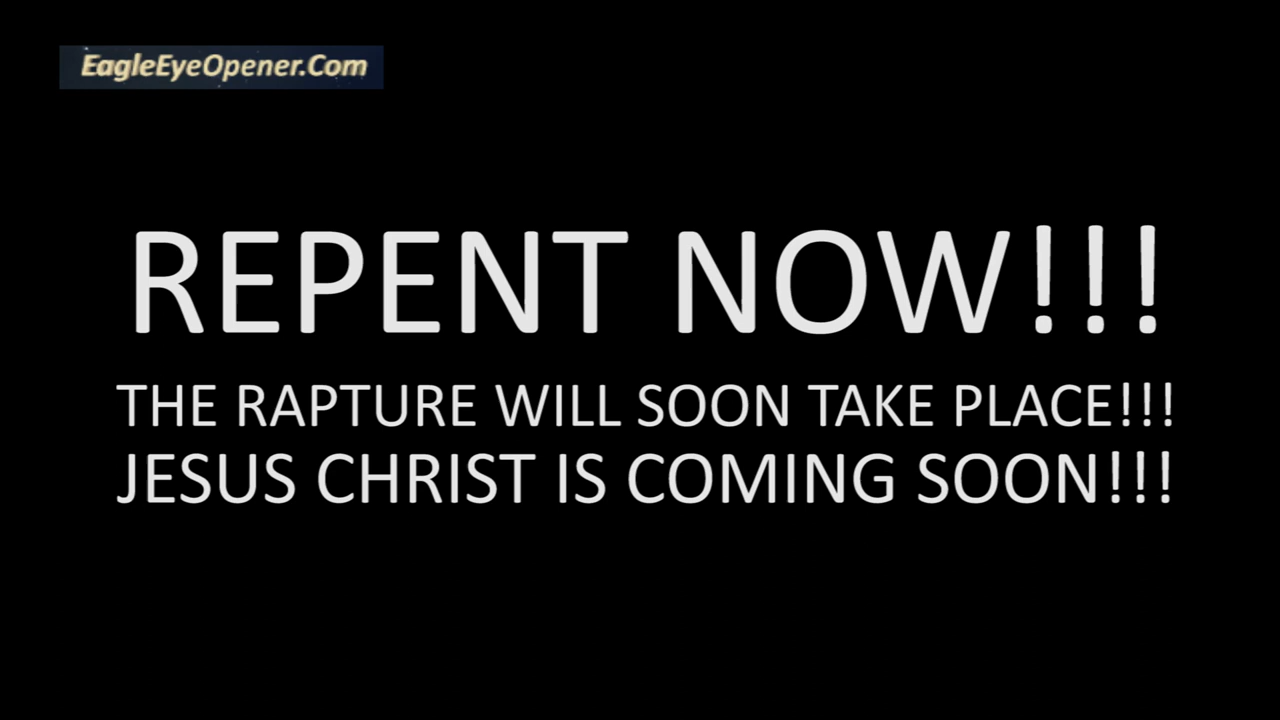 EagleEyeOpener.Com
REPENT NOW!!!
THE RAPTURE WILL SOON TAKE PLACE!!!
JESUS CHRIST IS COMING SOON!!!